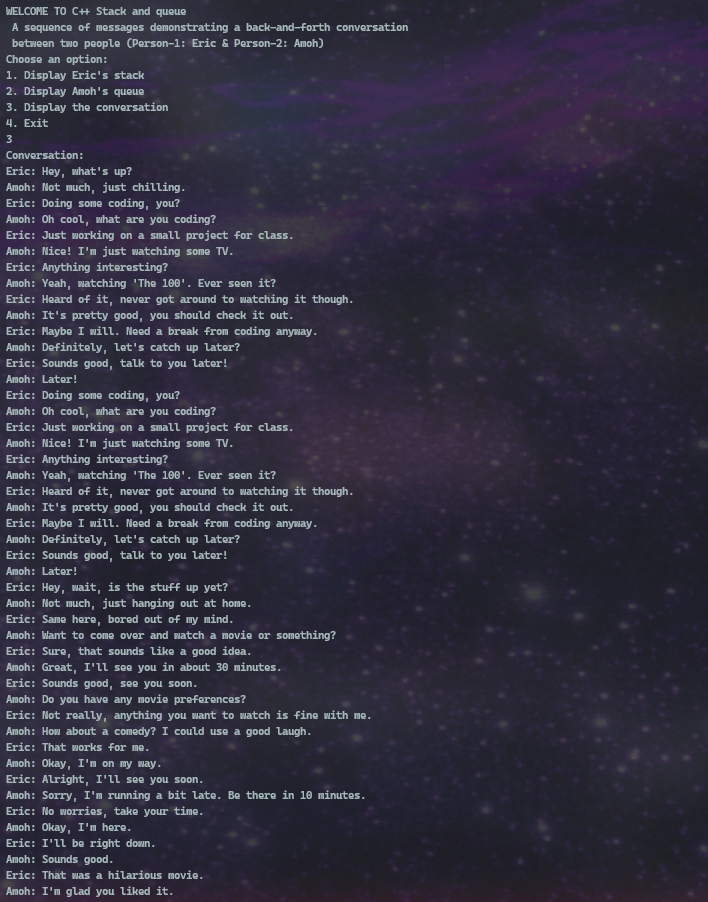 WELCOME TO C++ Stack and queue
A sequence of messages demonstrating a back-and-forth conversation
between two people (Person-1: Eric & Person-2: Amoh)
Choose an option:
1. Display Eric's stack
2. Display Amoh's queue
3. Display the conversation
4. Exit
3
Conversation:
Eric: Hey, what's up?
Amoh: Not much, just chilling.
Eric: Doing some coding, you?
Amoh: Oh cool, what are you coding?
Eric: Just working on a small project for class.
Amoh: Nice! I'm just watching some TV.
Eric: Anything interesting?
Amoh: Yeah, watching 'The 100'. Ever seen it?
Eric: Heard of it, never got around to watching it though.
Amoh: It's pretty good, you should check it out.
Eric: Maybe I will. Need a break from coding anyway.
Amoh: Definitely, let's catch up later?
Eric: Sounds good, talk to you later!
Amoh: Later!
Eric: Doing some coding, you?
Amoh: Oh cool, what are you coding?
Eric: Just working on a small project for class.
Amoh: Nice! I'm just watching some TV.
Eric: Anything interesting?
Amoh: Yeah, watching 'The 100'. Ever seen it?
Eric: Heard of it, never got around to watching it though.
Amoh: It's pretty good, you should check it out.
Eric: Maybe I will. Need a break from coding anyway.
Amoh: Definitely, let's catch up later?
Eric: Sounds good, talk to you later!
Amoh: Later!
Eric: Hey, wait, is the stuff up yet?
Amoh: Not much, just hanging out at home.
Eric: Same here, bored out of my mind.
Amoh: Want to come over and watch a movie or something?
Eric: Sure, that sounds like a good idea.
Amoh: Great, I'll see you in about 30 minutes.
Eric: Sounds good, see you soon.
Amoh: Do you have any movie preferences?
Eric: Not really, anything you want to watch is fine with me.
Amoh: How about a comedy? I could use a good laugh.
Eric: That works for me.
Amoh: Okay, I'm on my way.
Eric: Alright, I'll see you soon.
Amoh: Sorry, I'm running a bit late. Be there in 10 minutes.
Eric: No worries, take your time.
Amoh: Okay, I'm here.
Eric: I'll be right down.
Amoh: Sounds good.
Eric: That was a hilarious movie.
Amoh: I'm glad you liked it.